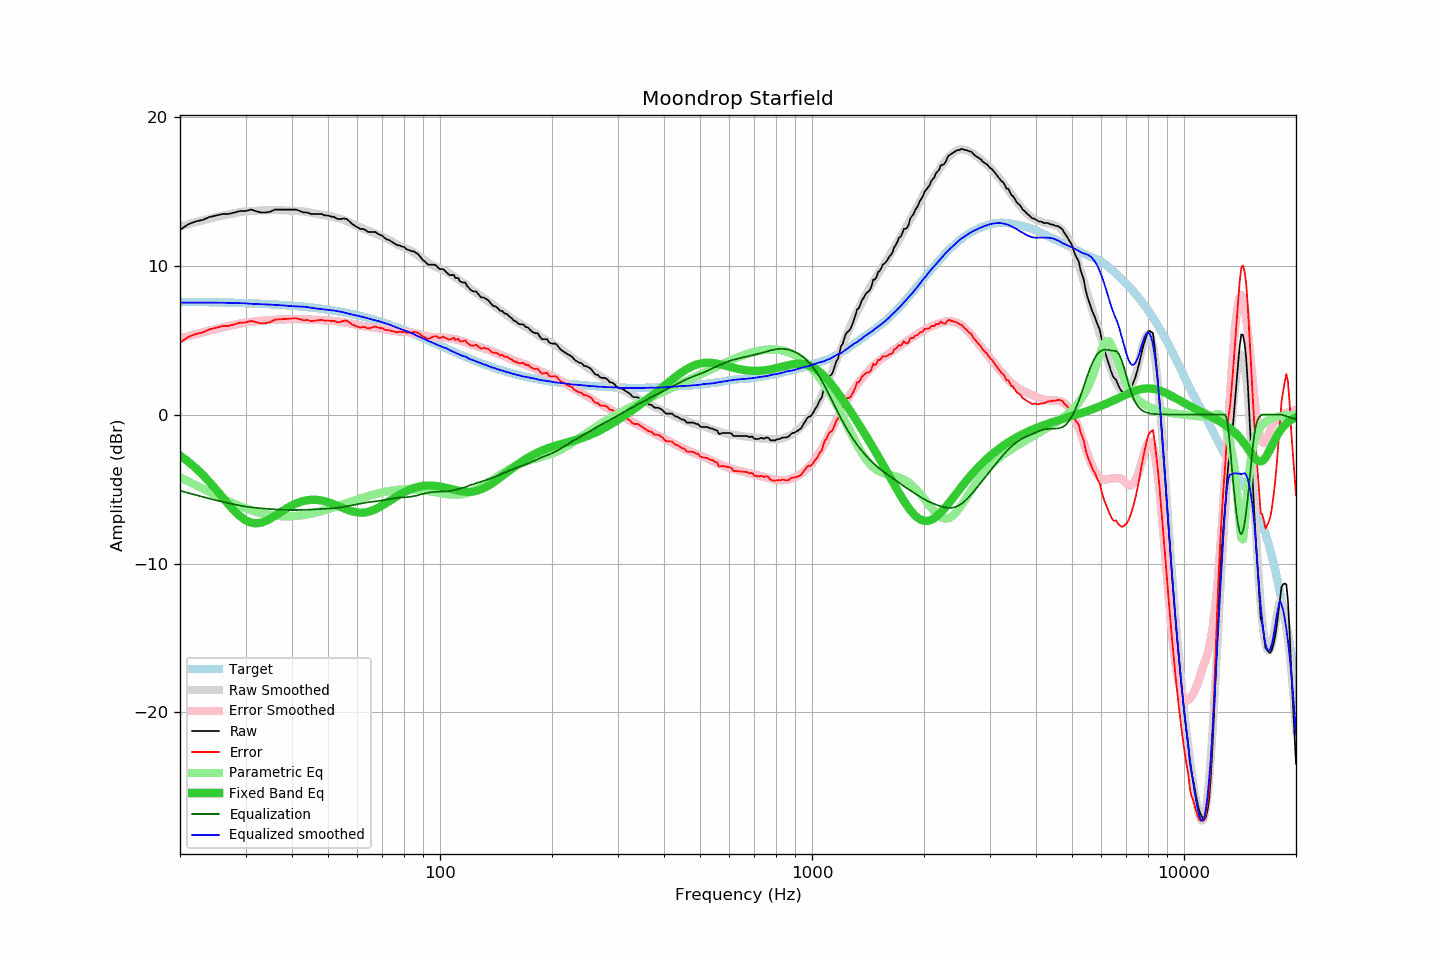 Moondrop Starfield
20
10
0
−10
−20
Amplitude (dBr)
Target
Raw Smoothed
Error Smoothed
Raw
Error
Parametric Eq
Fixed Band Eq
Equalization
Equalized smoothed
100 1000 10000
Frequency (Hz)